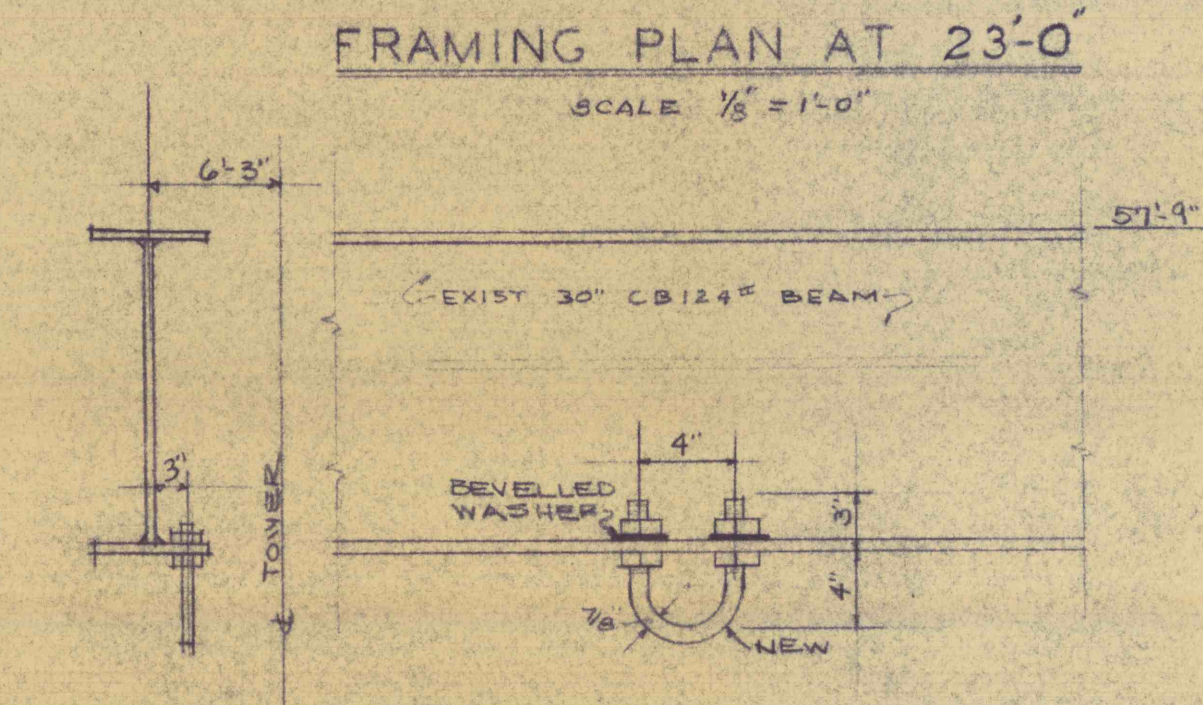 FRAMING PLAN AT 23'-0"
SCALE 1/8" = 1'-0"
6'-3"
57'-9"
EXIST 30" CB124# BEAM
4"
3"
BEVELLED
WASHER
3"
TOWER
4"
7/8"
NEW